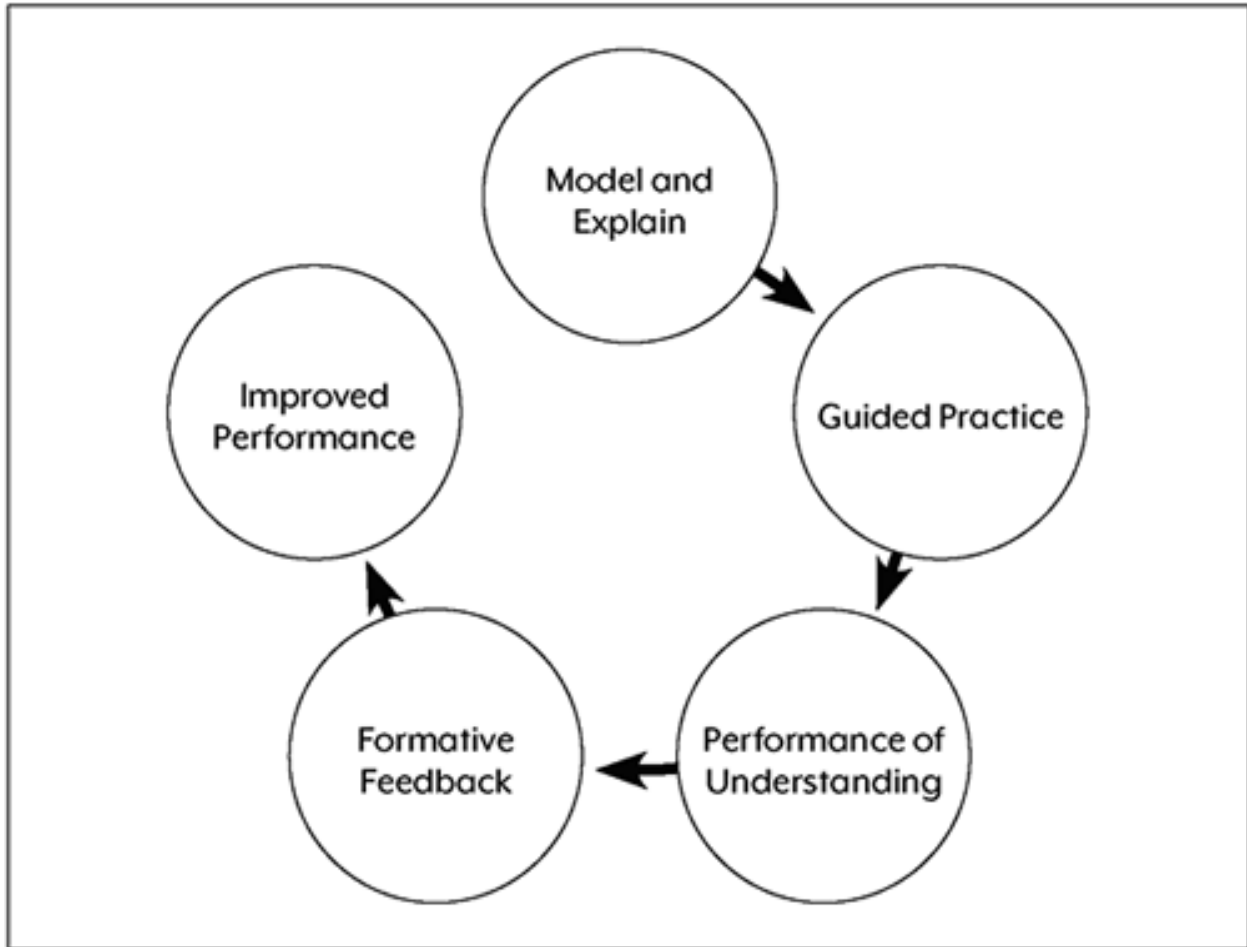 Model and
Explain
Guided Practice
Performance of
Understanding
Formative
Feedback
Improved
Performance